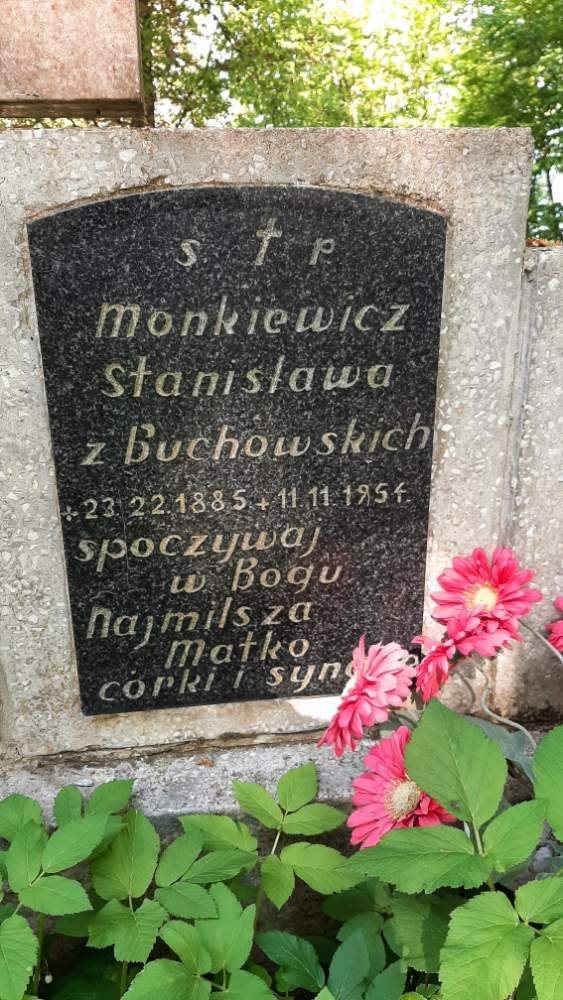 ś † P
Monkiewicz
Stanisława
z Buchowskich
+23.22.1885+11.11.1954.
spoczywaj
w Bogu
Najmilsza
Matko
córki i